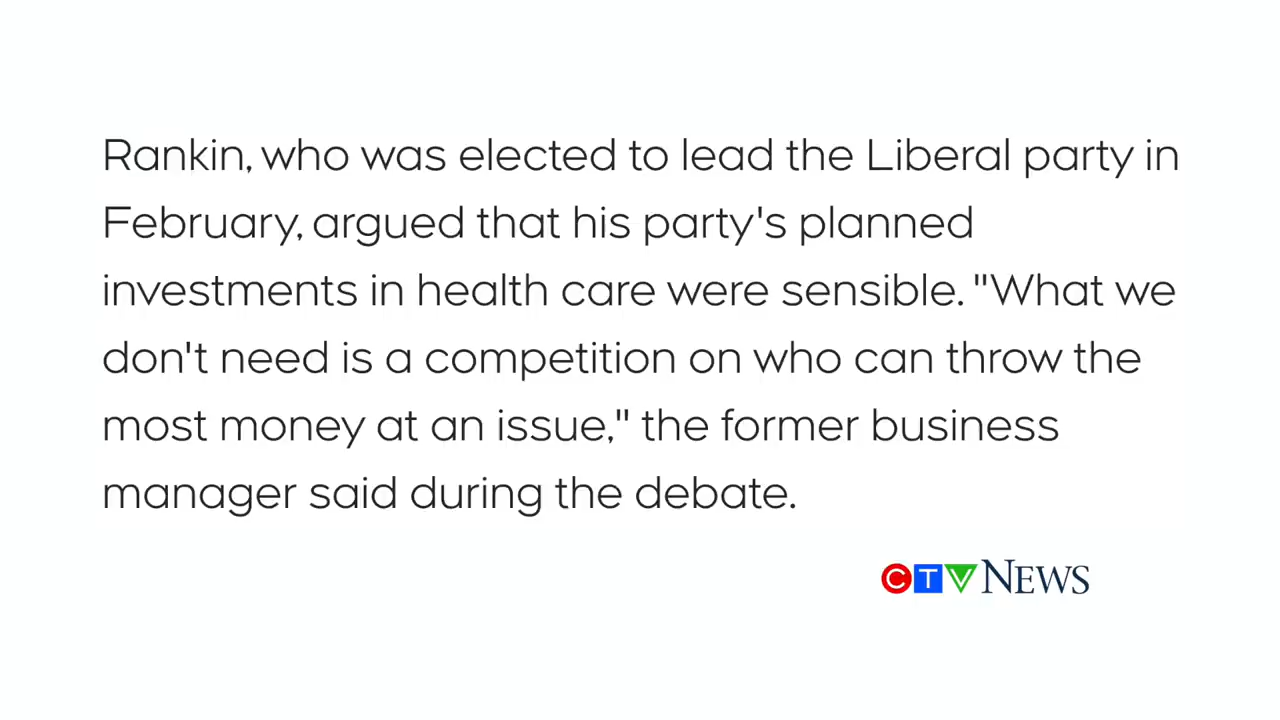 Rankin, who was elected to lead the Liberal party in
February, argued that his party's planned
investments in health care were sensible. "What we
don't need is a competition on who can throw the
most money at an issue," the former business
manager said during the debate.
CTV NEWS